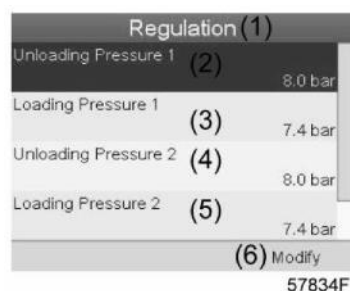 Regulation (1)
Unloading Pressure 1
(2)
8.0 bar
Loading Pressure 1
(3)
7.4 bar
Unloading Pressure 2
(4)
8.0 bar
Loading Pressure 2
(5)
7.4 bar
(6) Modify
57834F